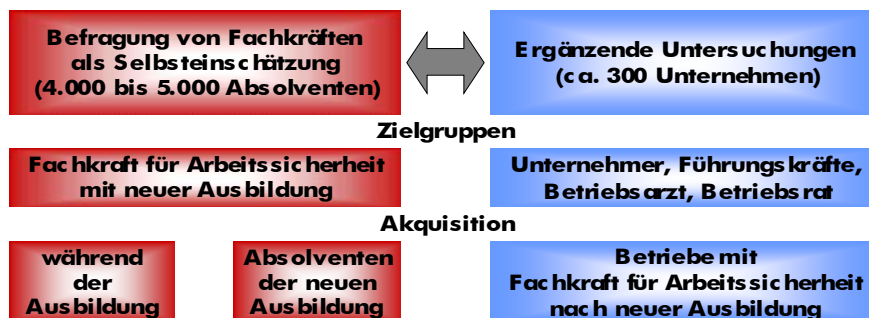 Befragung von Fachkräften
als Selbsteinschätzung
(4.000 bis 5.000 Absolventen)
Ergänzende Untersuchungen
(ca. 300 Unternehmen)
Zielgruppen
Fachkraft für Arbeitssicherheit
mit neuer Ausbildung
Unternehmer, Führungskräfte,
Betriebsarzt, Betriebsrat
Akquisition
während
der
Ausbildung
Absolventen
der neuen
Ausbildung
Betriebe mit
Fachkraft für Arbeitssicherheit
nach neuer Ausbildung